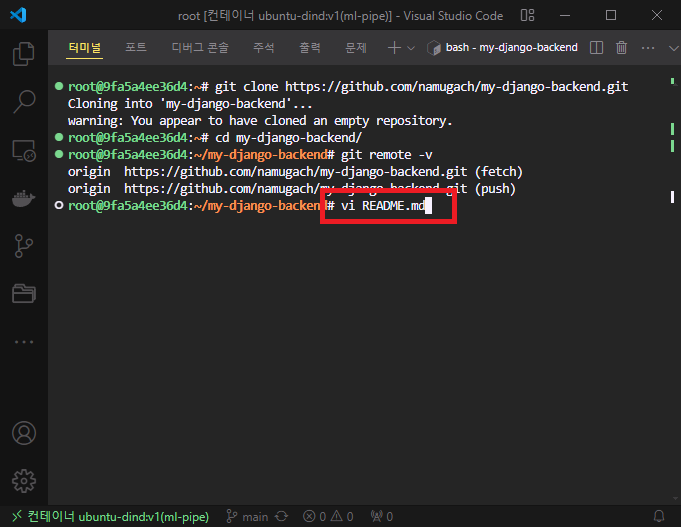 root [컨테이너 ubuntu-dind:v1(ml-pipe)] - Visual Studio Code
터미널 포트 디버그 콘솔 주석 출력 문제 bash - my-django-backend
root@9fa5a4ee36d4:~# git clone https://github.com/namugach/my-django-backend.git
Cloning into 'my-django-backend'...
warning: You appear to have cloned an empty repository.
root@9fa5a4ee36d4:~# cd my-django-backend/
root@9fa5a4ee36d4:~/my-django-backend# git remote -v
origin  https://github.com/namugach/my-django-backend.git (fetch)
origin  https://github.com/namugach/my-django-backend.git (push)
root@9fa5a4ee36d4:~/my-django-backend# vi README.md
컨테이너 ubuntu-dind:v1(ml-pipe) main 0 0 0